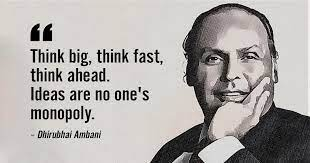 “
Think big, think fast,
think ahead.
Ideas are no one's
monopoly.
– Dhirubhai Ambani